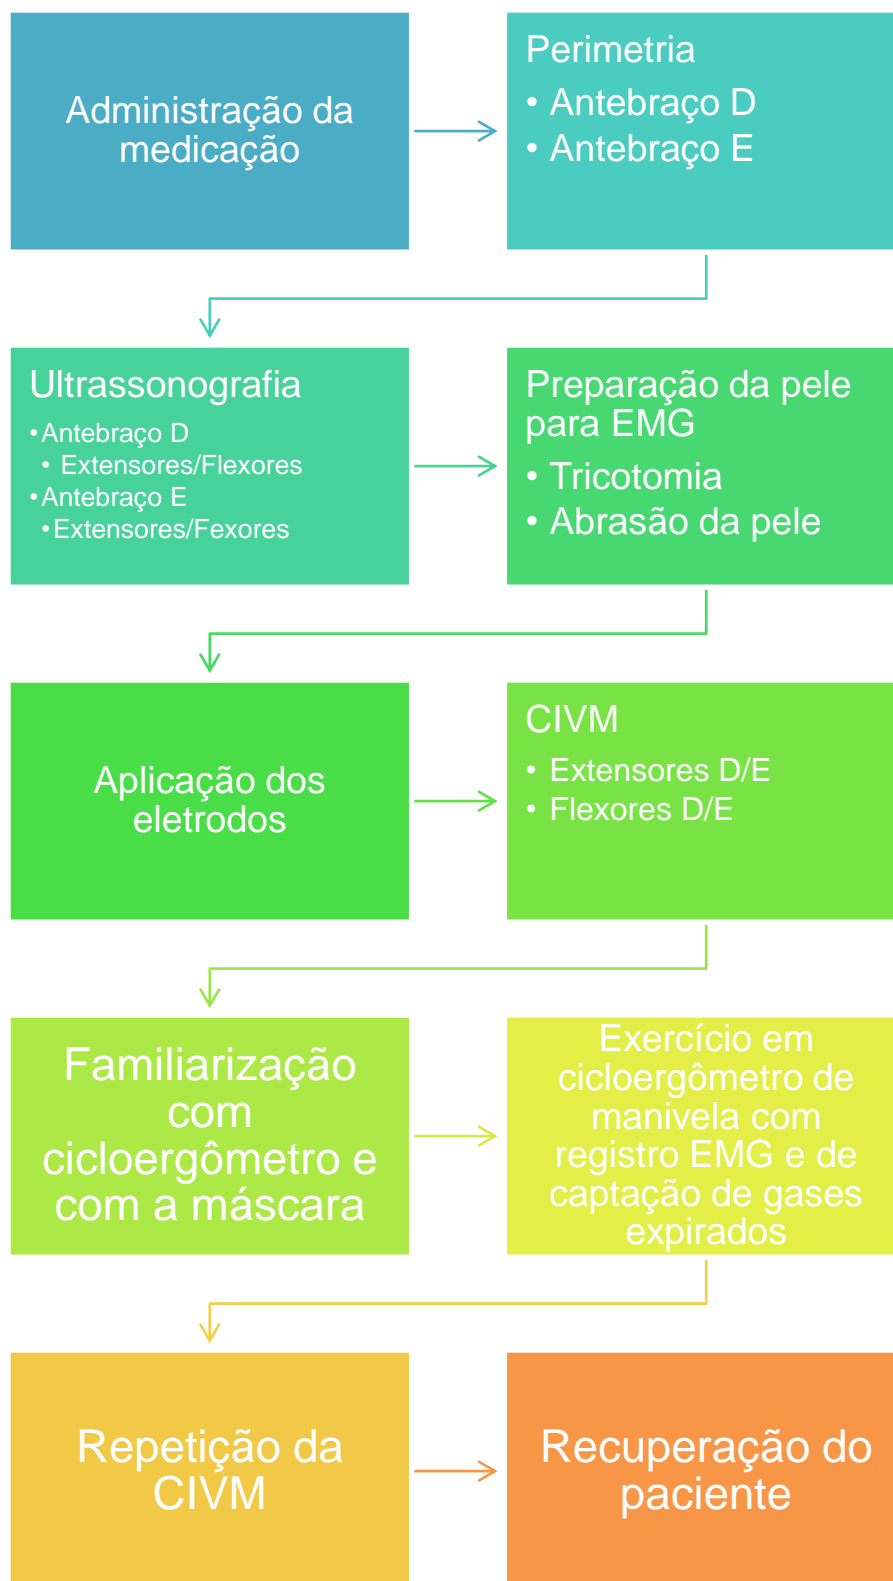 Administração da
medicação
Perimetria
• Antebraço D
• Antebraço E
Ultrassonografia
•Antebraço D
• Extensores/Flexores
•Antebraço E
•Extensores/Fexores
Preparação da pele
para EMG
• Tricotomia
• Abrasão da pele
Aplicação dos
eletrodos
CIVM
• Extensores D/E
• Flexores D/E
Familiarização
com
cicloergômetro e
com a máscara
Exercício em
cicloergômetro de
manivela com
registro EMG e de
captação de gases
expirados
Repetição da
CIVM
Recuperação do
paciente